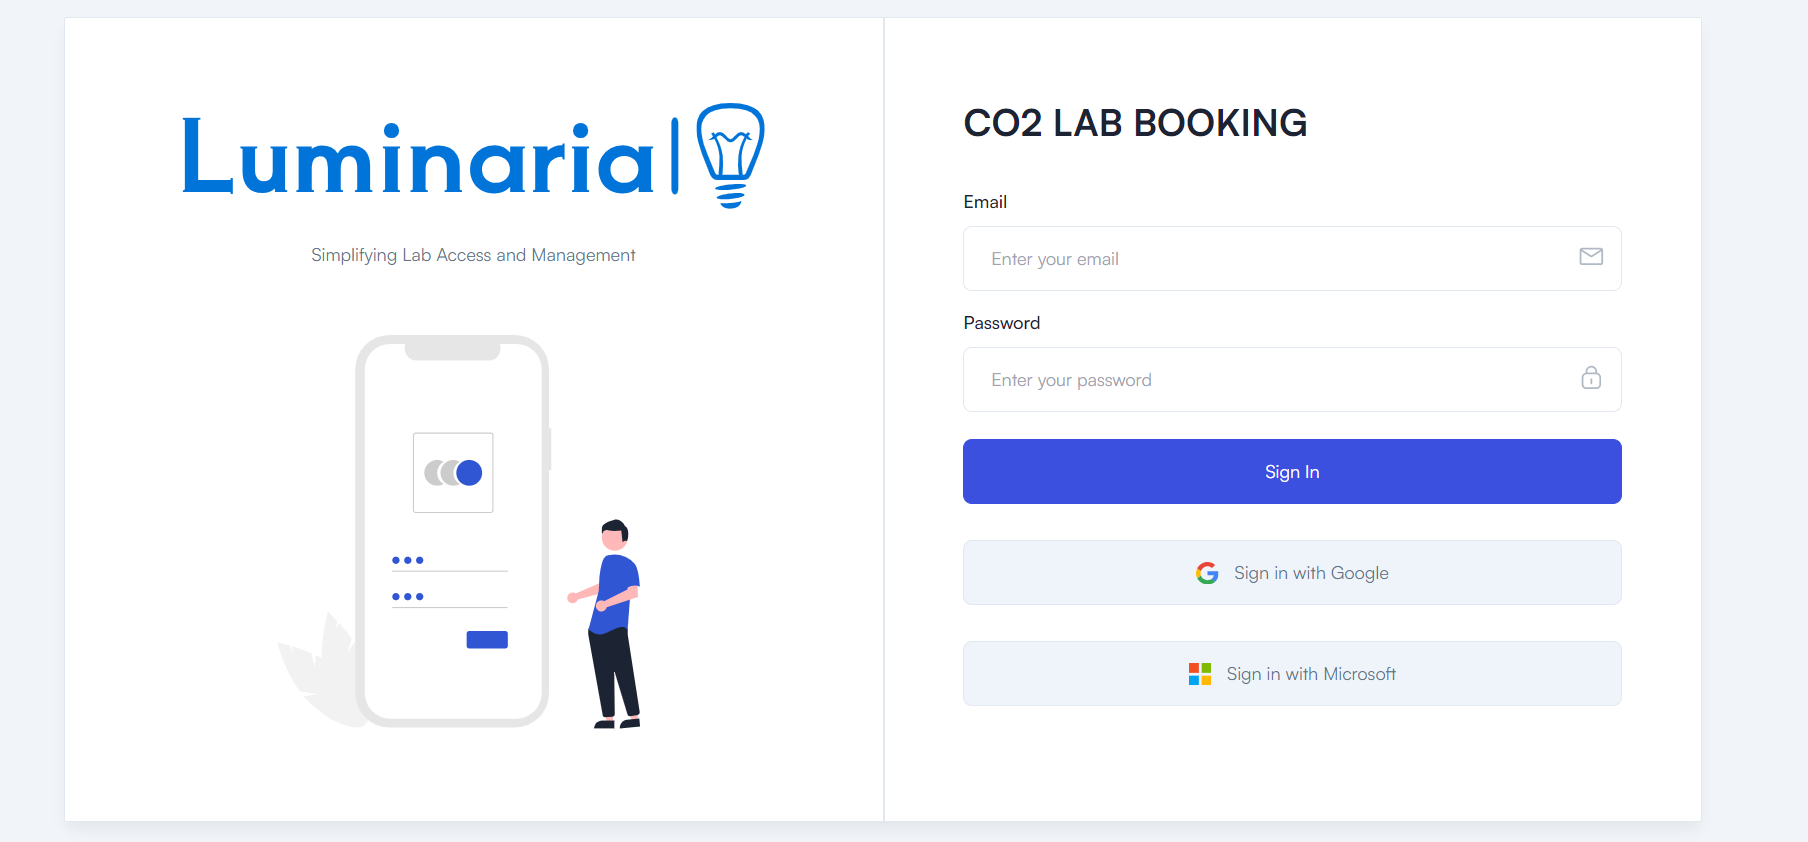 Luminaria
Simplifying Lab Access and Management
CO2 LAB BOOKING
Email
Enter your email
Password
Enter your password
Sign In
Sign in with Google
Sign in with Microsoft